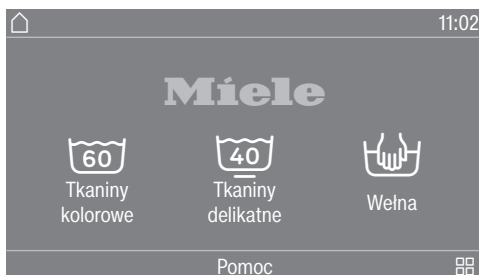 11:02
Miele
60
40
Tkaniny
kolorowe
Tkaniny
delikatne
Wełna
Pomoc